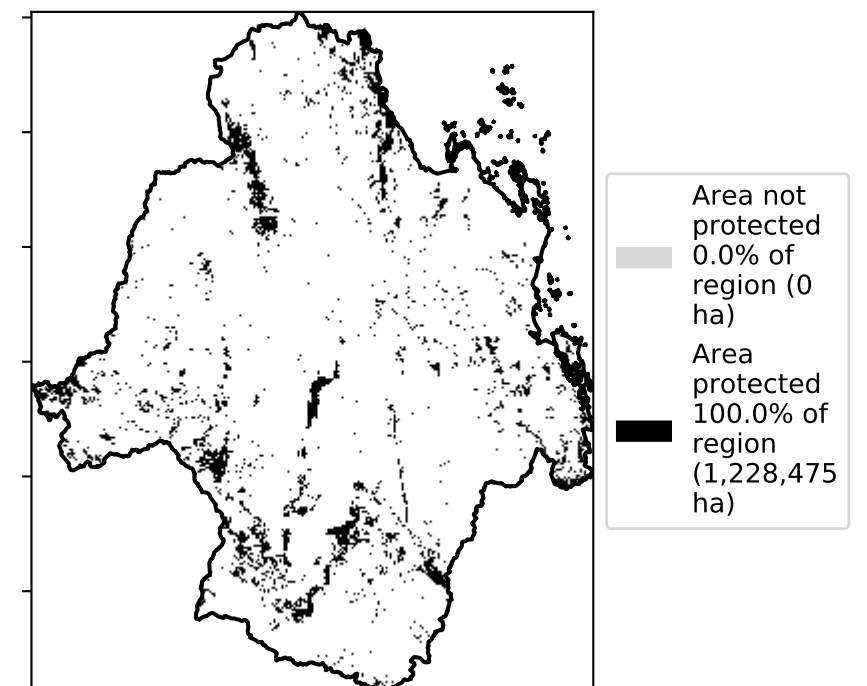 Area not
protected
0.0% of
region (0
ha)
Area
protected
100.0% of
region
(1,228,475
ha)